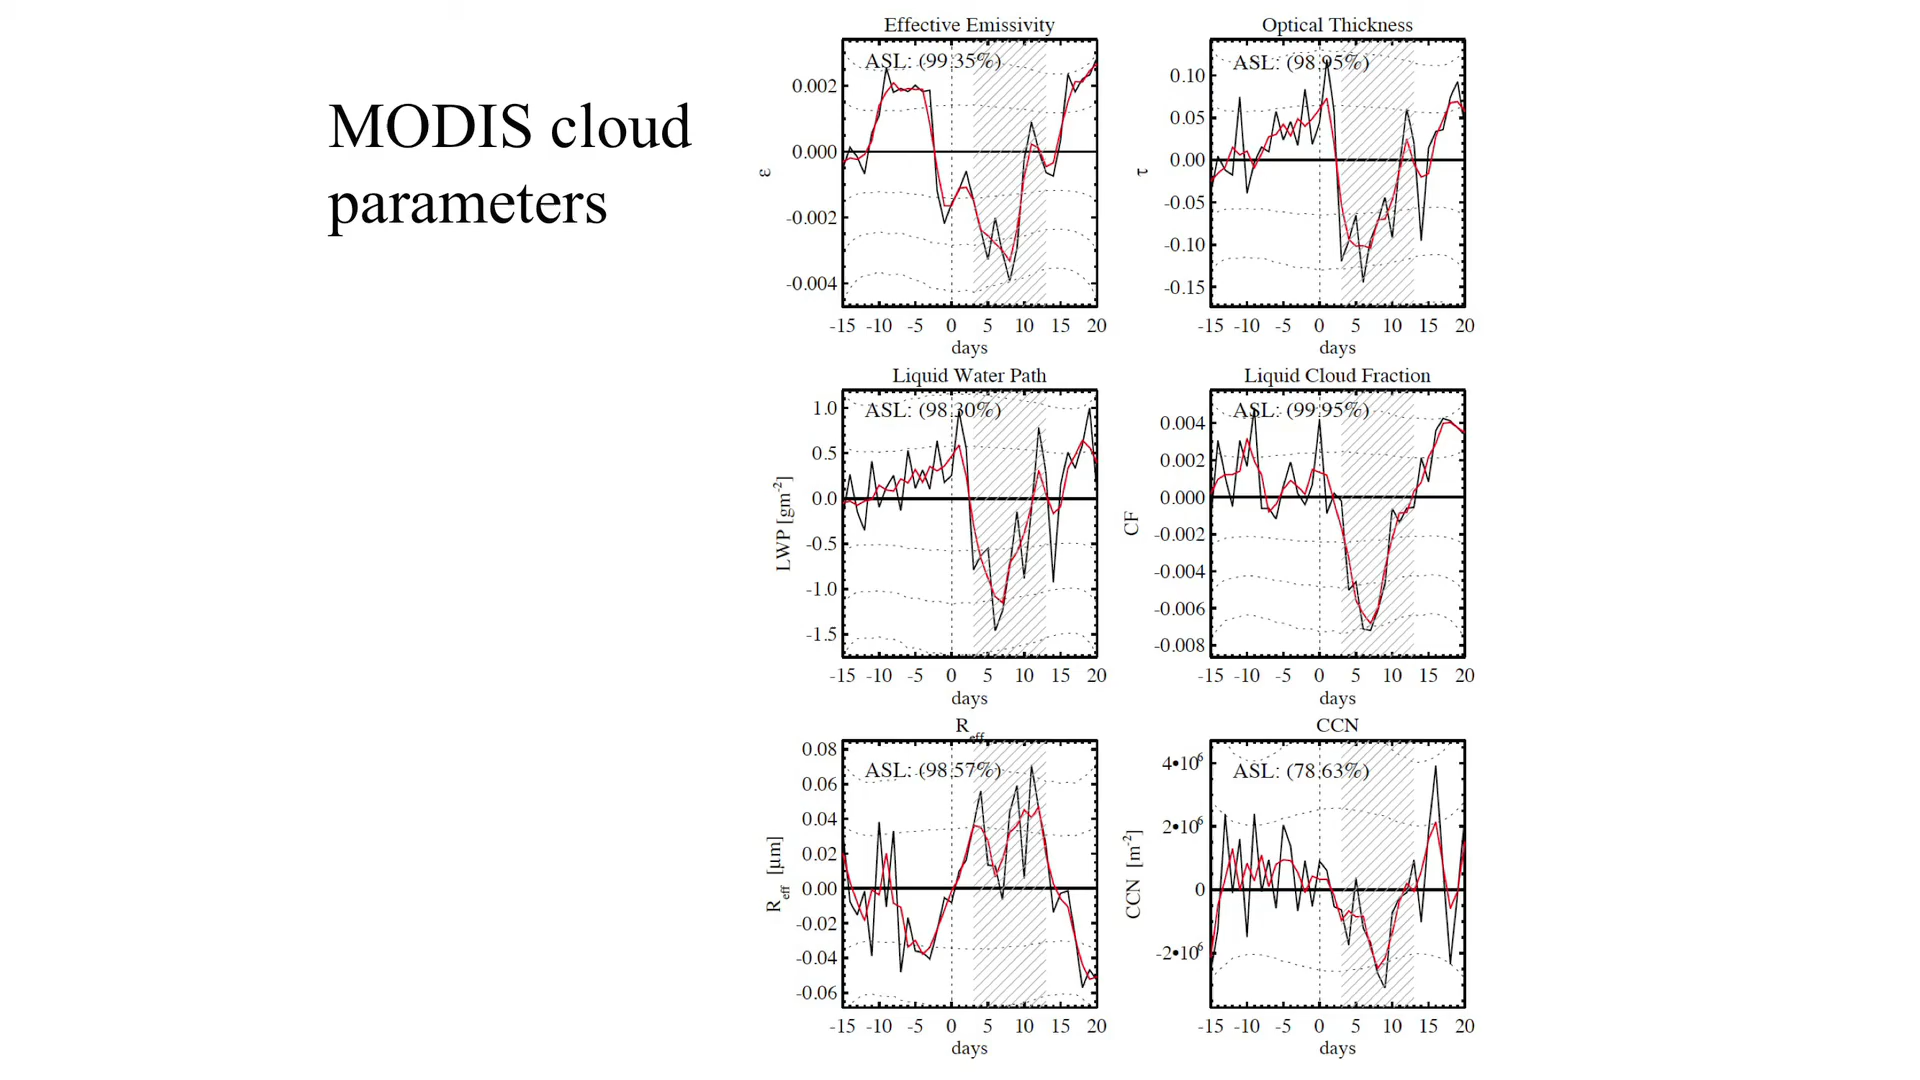 MODIS cloud
parameters
Effective Emissivity
ASL: (99.35%)
0.002
0.000
-0.002
-0.004
ε
-15 -10 -5 0 5 10 15 20
days
Optical Thickness
ASL: (98.95%)
0.10
0.05
0.00
-0.05
-0.10
-0.15
τ
-15 -10 -5 0 5 10 15 20
days
Liquid Water Path
ASL: (98.30%)
1.0
0.5
0.0
-0.5
-1.0
-1.5
LWP [gm⁻²]
-15 -10 -5 0 5 10 15 20
days
Liquid Cloud Fraction
ASL: (99.95%)
0.004
0.002
0.000
-0.002
-0.004
-0.006
-0.008
CF
-15 -10 -5 0 5 10 15 20
days
R_eff
ASL: (98.57%)
0.08
0.06
0.04
0.02
0.00
-0.02
-0.04
-0.06
R_eff [μm]
-15 -10 -5 0 5 10 15 20
days
CCN
ASL: (78.63%)
4•10⁶
2•10⁶
0
-2•10⁶
CCN [m⁻²]
-15 -10 -5 0 5 10 15 20
days